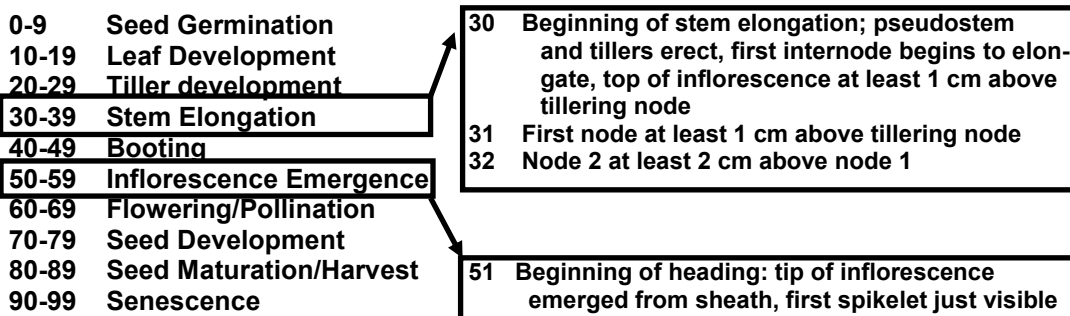 0-9 Seed Germination
10-19 Leaf Development
20-29 Tiller development
30-39 Stem Elongation
40-49 Booting
50-59 Inflorescence Emergence
60-69 Flowering/Pollination
70-79 Seed Development
80-89 Seed Maturation/Harvest
90-99 Senescence
30 Beginning of stem elongation; pseudostem
and tillers erect, first internode begins to elon-
gate, top of inflorescence at least 1 cm above
tillering node
31 First node at least 1 cm above tillering node
32 Node 2 at least 2 cm above node 1
51 Beginning of heading: tip of inflorescence
emerged from sheath, first spikelet just visible